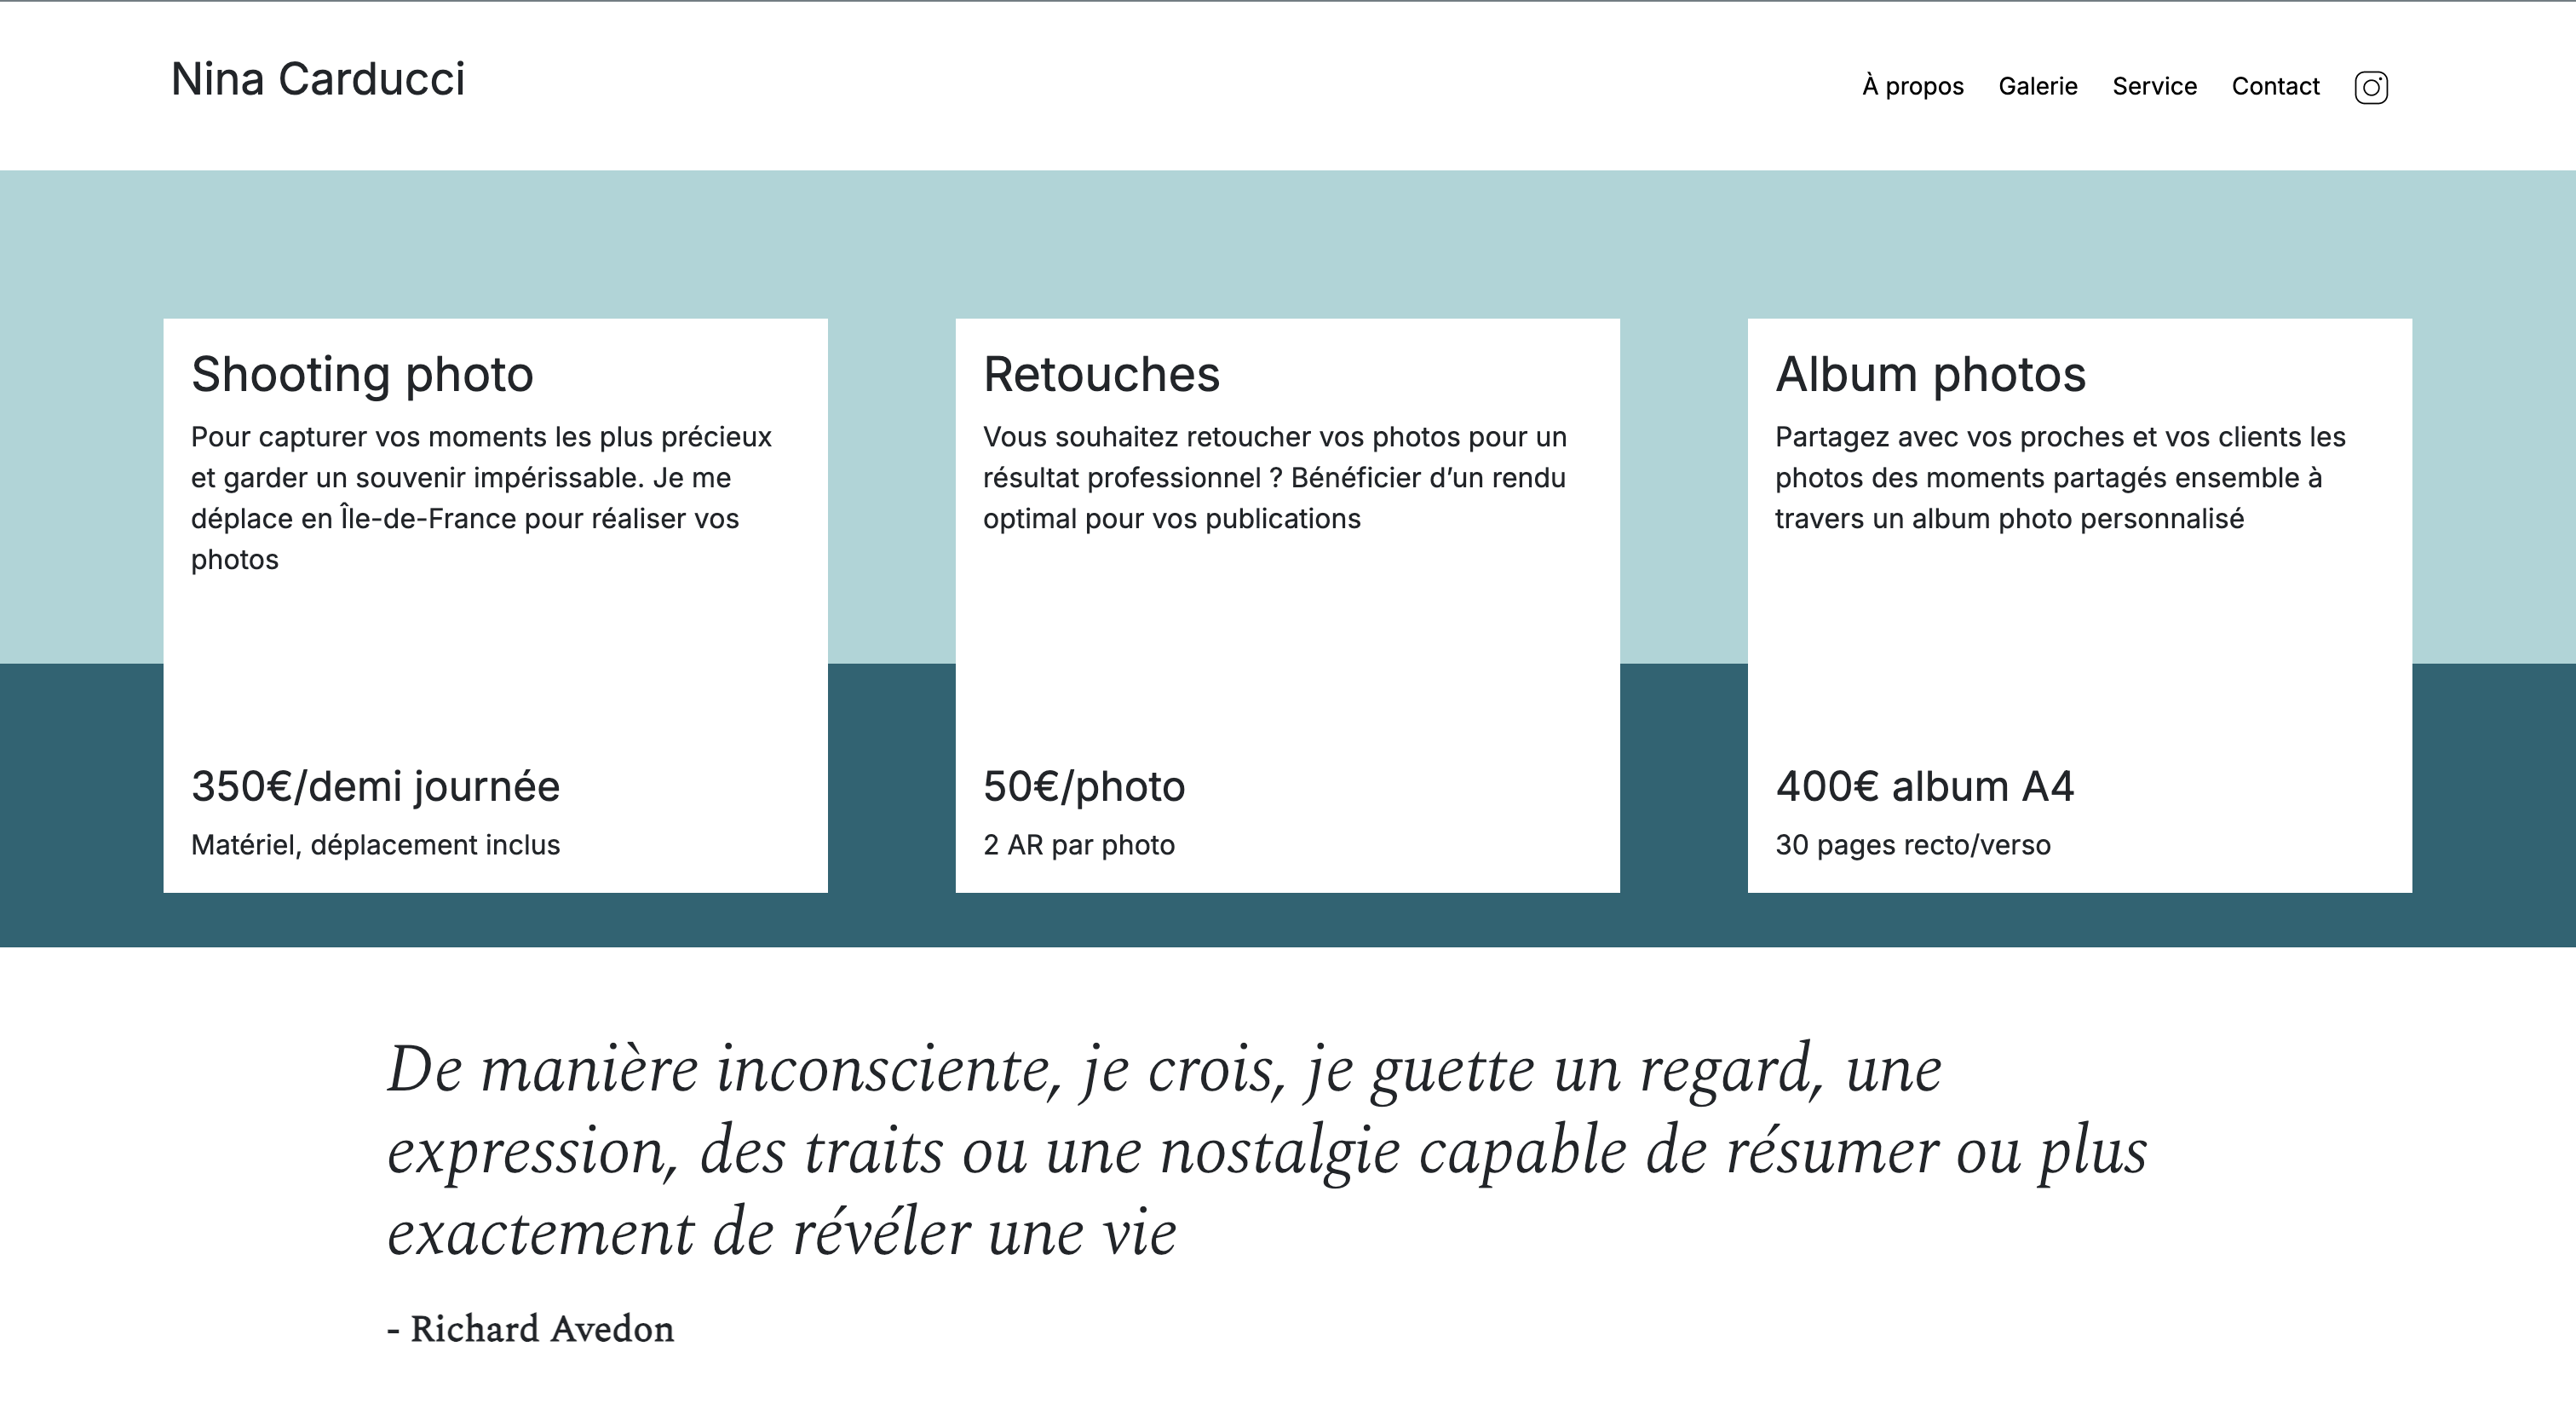 Nina Carducci
À propos Galerie Service Contact
Shooting photo
Pour capturer vos moments les plus précieux
et garder un souvenir impérissable. Je me
déplace en Île-de-France pour réaliser vos
photos
350€/demi journée
Matériel, déplacement inclus
Retouches
Vous souhaitez retoucher vos photos pour un
résultat professionnel ? Bénéficier d’un rendu
optimal pour vos publications
50€/photo
2 AR par photo
Album photos
Partagez avec vos proches et vos clients les
photos des moments partagés ensemble à
travers un album photo personnalisé
400€ album A4
30 pages recto/verso
De manière inconsciente, je crois, je guette un regard, une
expression, des traits ou une nostalgie capable de résumer ou plus
exactement de révéler une vie
- Richard Avedon